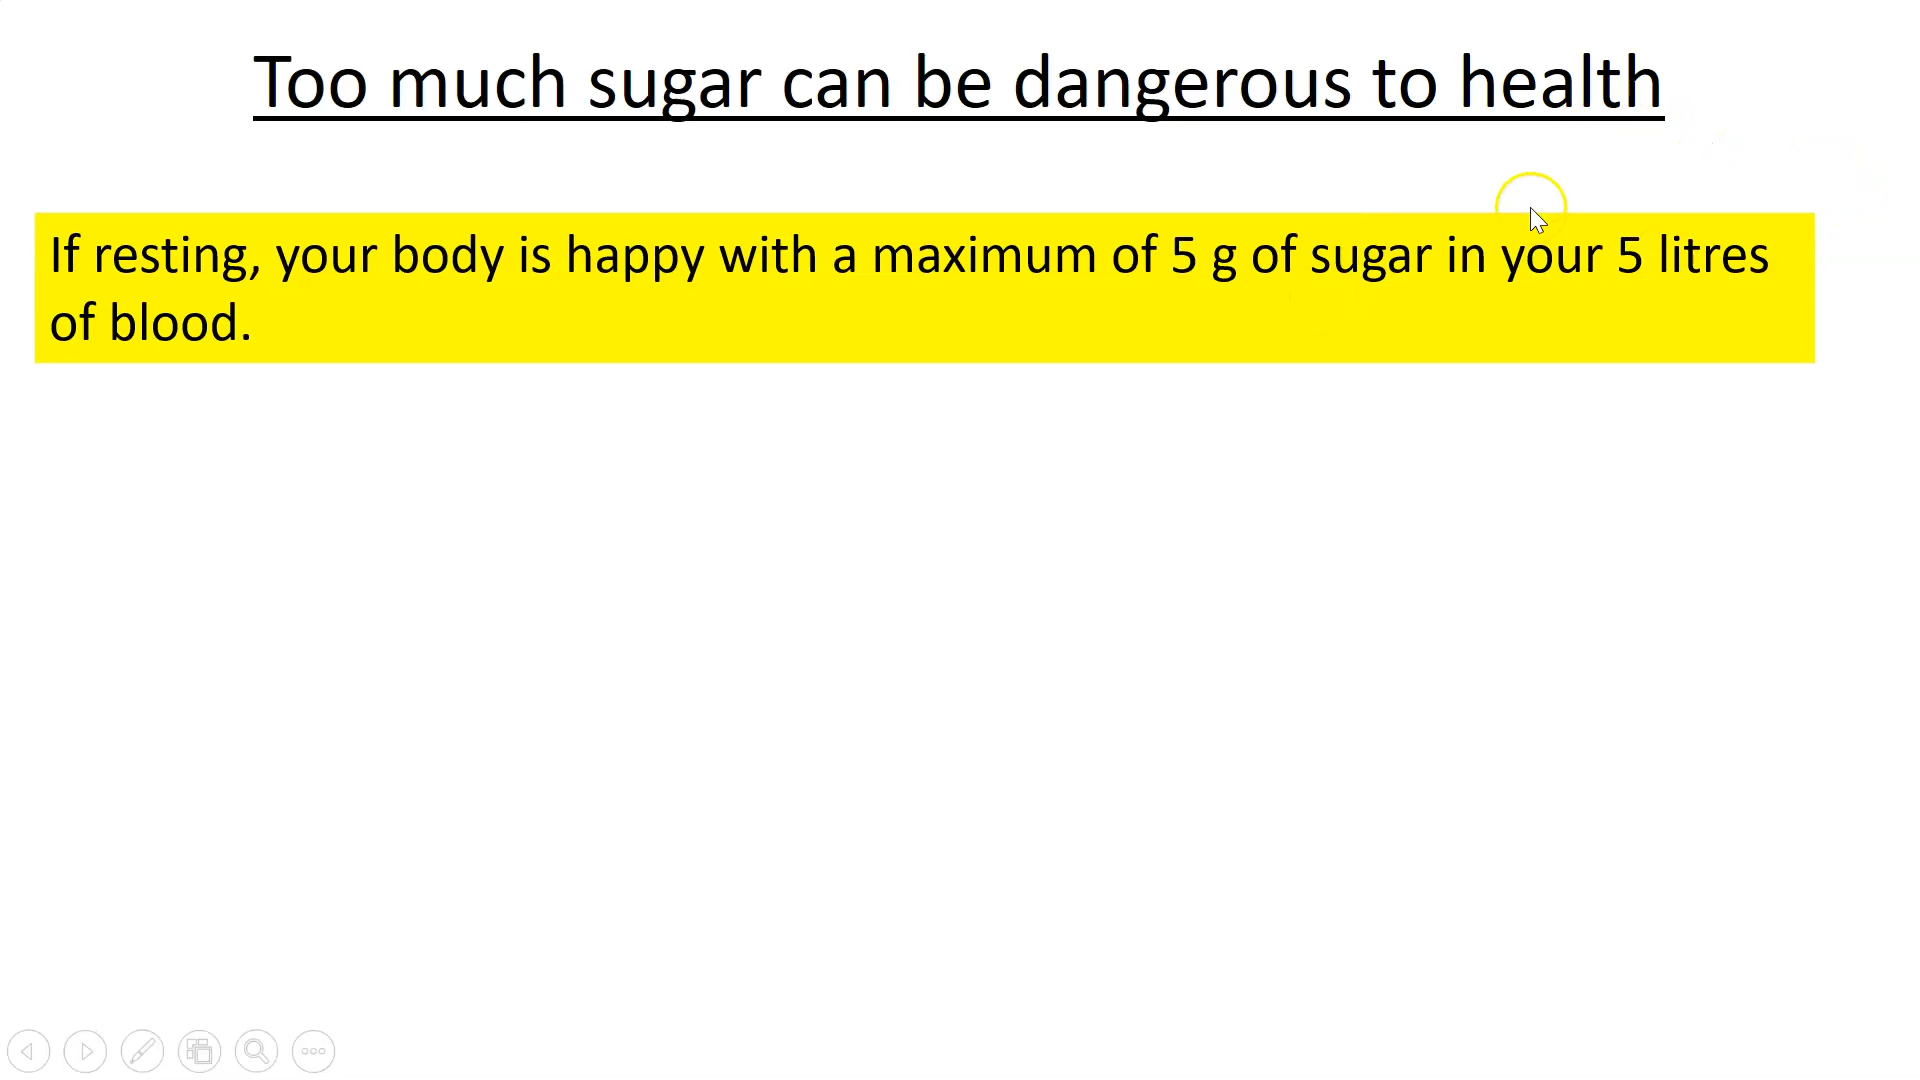 Too much sugar can be dangerous to health
If resting, your body is happy with a maximum of 5 g of sugar in your 5 litres
of blood.